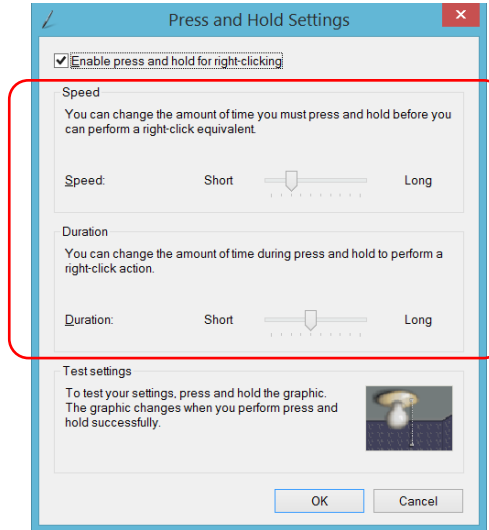 Press and Hold Settings
Enable press and hold for right-clicking
Speed
You can change the amount of time you must press and hold before you
can perform a right-click equivalent.
Speed: Short Long
Duration
You can change the amount of time during press and hold to perform a
right-click action.
Duration: Short Long
Test settings
To test your settings, press and hold the graphic.
The graphic changes when you perform press and
hold successfully.
OK Cancel